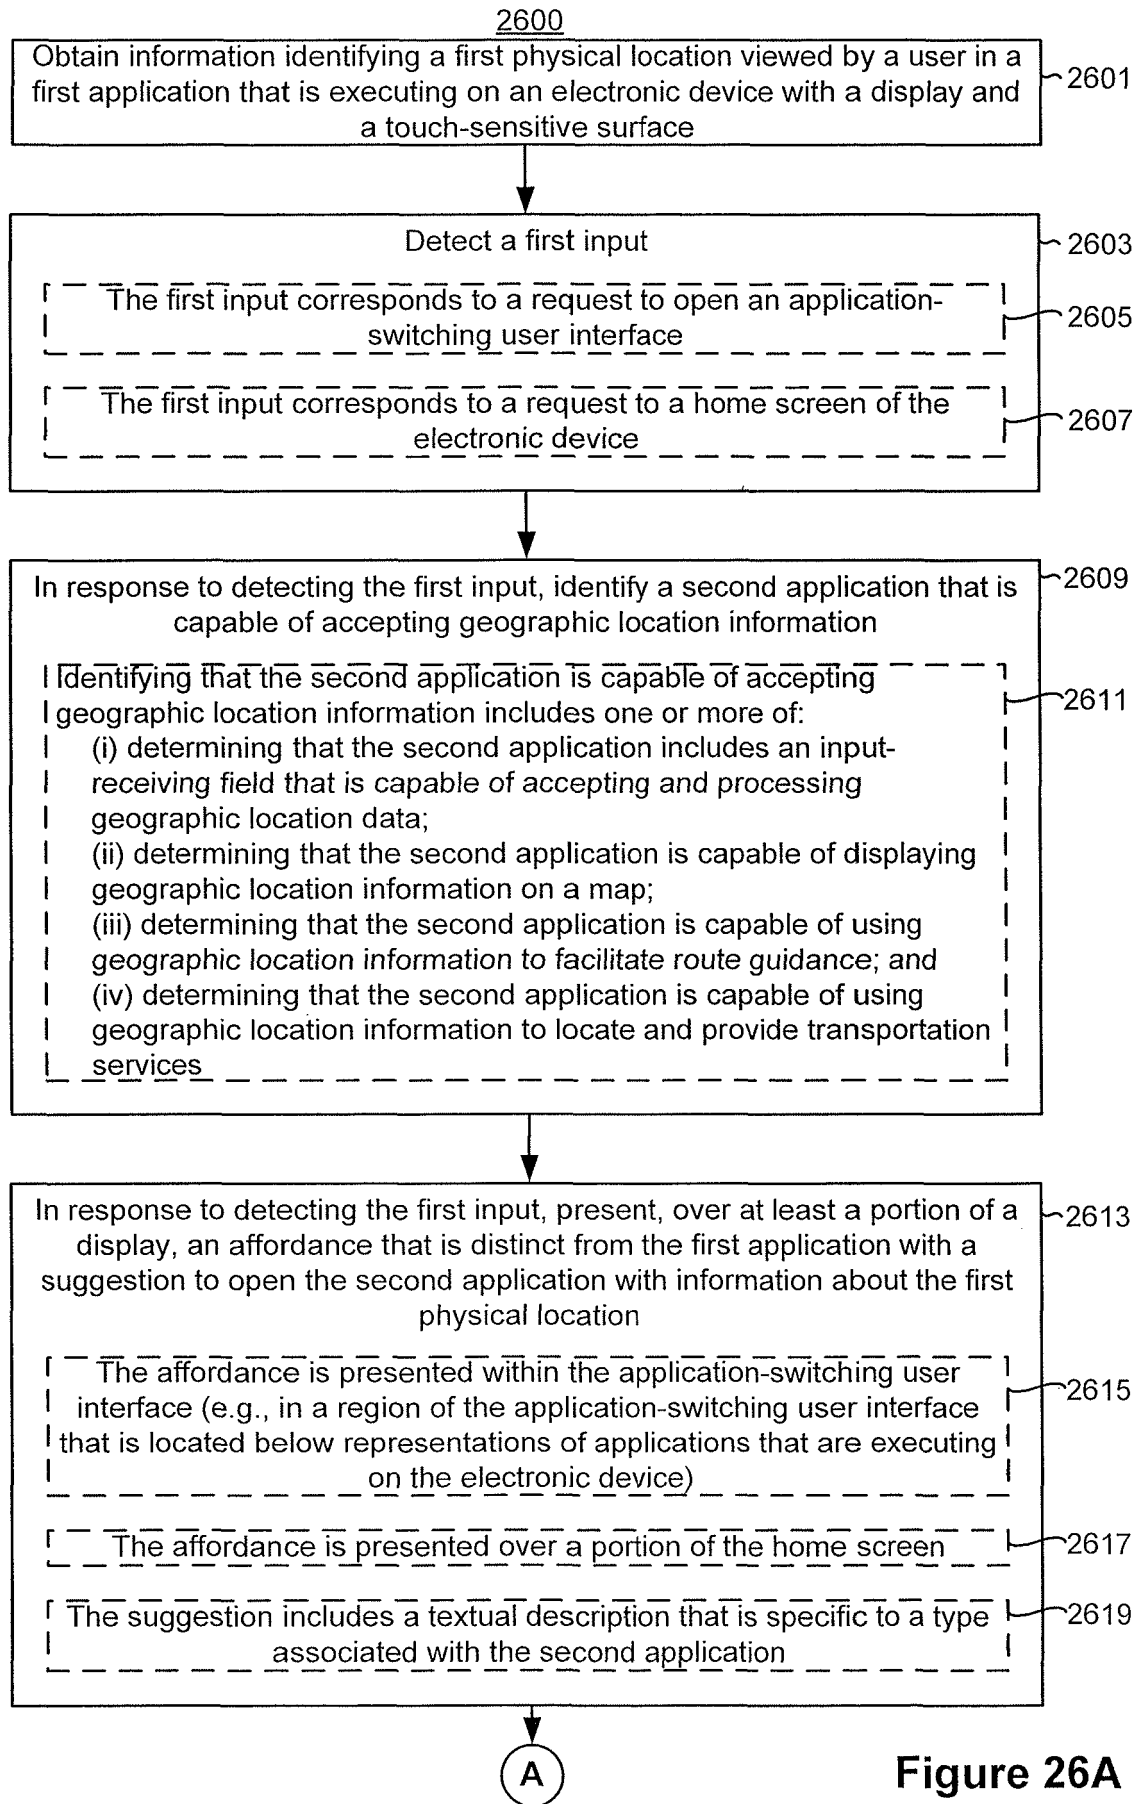 2600
Obtain information identifying a first physical location viewed by a user in a
first application that is executing on an electronic device with a display and
a touch-sensitive surface
2601
Detect a first input
2603
The first input corresponds to a request to open an application-
switching user interface
2605
The first input corresponds to a request to a home screen of the
electronic device
2607
In response to detecting the first input, identify a second application that is
capable of accepting geographic location information
2609
Identifying that the second application is capable of accepting
geographic location information includes one or more of:
(i) determining that the second application includes an input-
receiving field that is capable of accepting and processing
geographic location data;
(ii) determining that the second application is capable of displaying
geographic location information on a map;
(iii) determining that the second application is capable of using
geographic location information to facilitate route guidance; and
(iv) determining that the second application is capable of using
geographic location information to locate and provide transportation
services
2611
In response to detecting the first input, present, over at least a portion of a
display, an affordance that is distinct from the first application with a
suggestion to open the second application with information about the first
physical location
2613
The affordance is presented within the application-switching user
interface (e.g., in a region of the application-switching user interface
that is located below representations of applications that are executing
on the electronic device)
2615
The affordance is presented over a portion of the home screen
2617
The suggestion includes a textual description that is specific to a type
associated with the second application
2619
A
Figure 26A